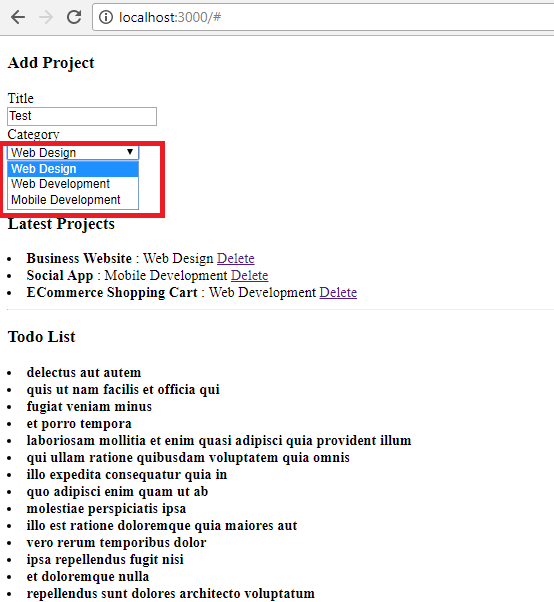 localhost:3000/#
Add Project
Title
Test
Category
Web Design
Web Design
Web Development
Mobile Development
Latest Projects
Business Website : Web Design Delete
Social App : Mobile Development Delete
ECommerce Shopping Cart : Web Development Delete
Todo List
delectus aut autem
quis ut nam facilis et officia qui
fugiat veniam minus
et porro tempora
laboriosam mollitia et enim quasi adipisci quia provident illum
qui ullam ratione quibusdam voluptatem quia omnis
illo expedita consequatur quia in
quo adipisci enim quam ut ab
molestiae perspiciatis ipsa
illo est ratione doloremque quia maiores aut
vero rerum temporibus dolor
ipsa repellendus fugit nisi
et doloremque nulla
repellendus sunt dolores architecto voluptatum